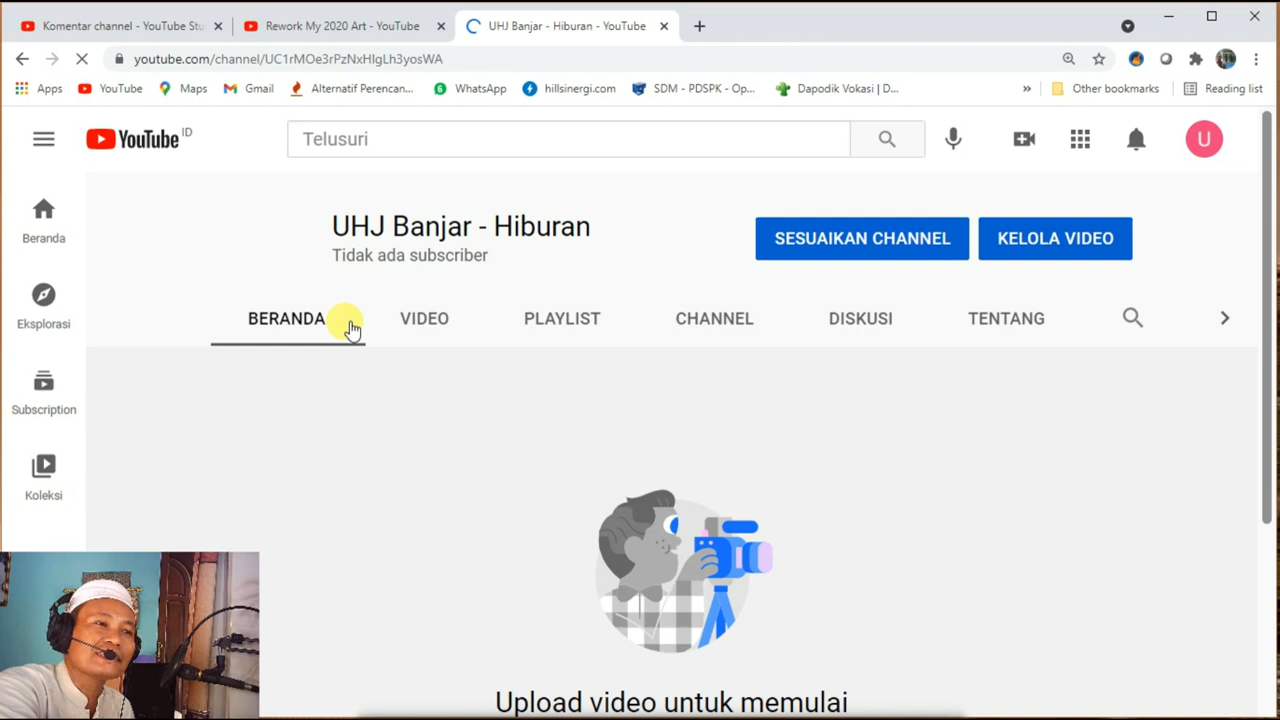 Komentar channel - YouTube Stu
Rework My 2020 Art - YouTube
UHJ Banjar - Hiburan - YouTube
youtube.com/channel/UC1rMOe3rPzNxHIgLh3yosWA
Apps
YouTube
Maps
Gmail
Alternatif Perencan...
WhatsApp
hillsinergi.com
SDM - PDSPK - Op...
Dapodik Vokasi | D...
»
Other bookmarks
Reading list
YouTube ID
Telusuri
U
Beranda
Eksplorasi
Subscription
Koleksi
UHJ Banjar - Hiburan
Tidak ada subscriber
SESUAIKAN CHANNEL
KELOLA VIDEO
BERANDA
VIDEO
PLAYLIST
CHANNEL
DISKUSI
TENTANG
Upload video untuk memulai